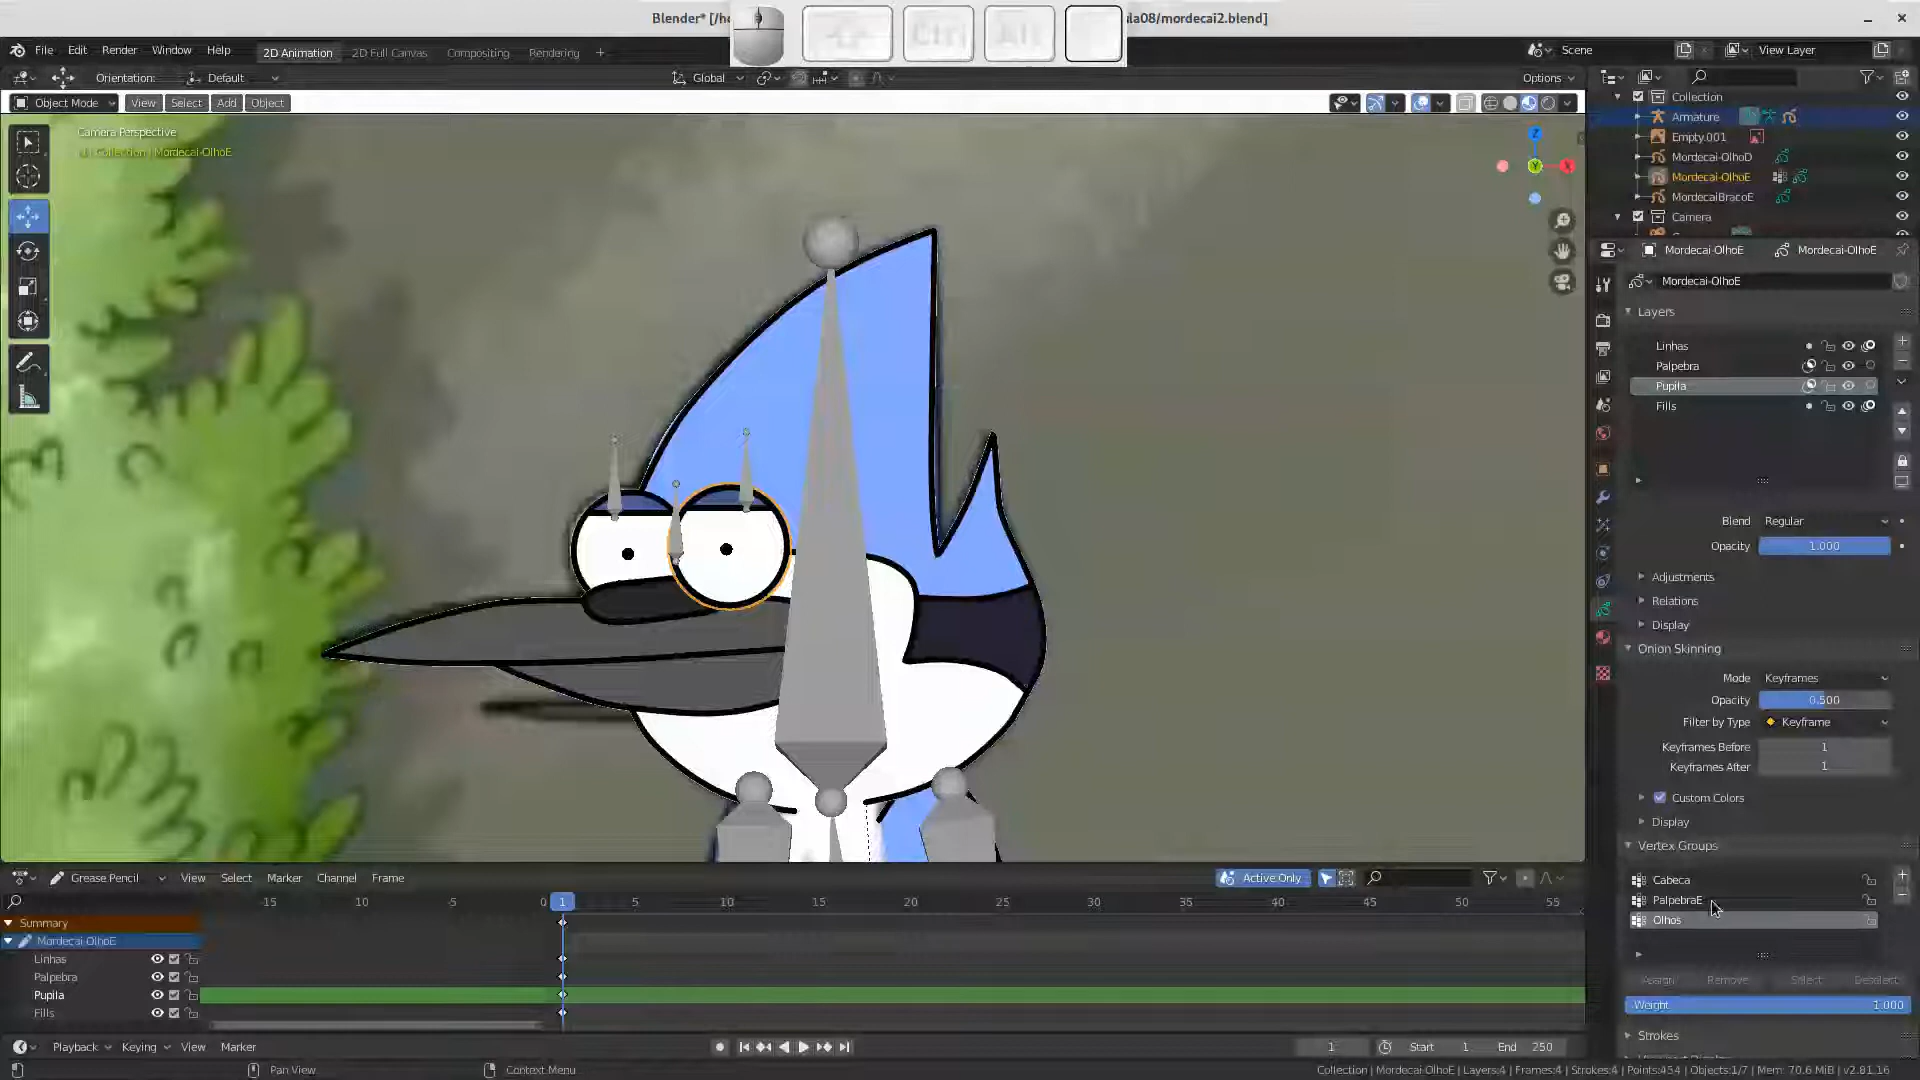 Blender* [/ho
la08/mordecai2.blend]
Ctrl
Alt
File Edit Render Window Help
2D Animation 2D Full Canvas Compositing Rendering +
Scene
View Layer
Orientation: Default
Global
Options
Object Mode View Select Add Object
Camera Perspective
(1) Collection | Mordecai-OlhoE
Z
Y
X
Collection
Armature
Empty.001
Mordecai-OlhoD
Mordecai-OlhoE
MordecaiBracoE
Camera
Mordecai-OlhoE Mordecai-OlhoE
Mordecai-OlhoE
Layers
Linhas
Palpebra
Pupila
Fills
Blend Regular
Opacity 1.000
Adjustments
Relations
Display
Onion Skinning
Mode Keyframes
Opacity 0.500
Filter by Type Keyframe
Keyframes Before 1
Keyframes After 1
Custom Colors
Display
Vertex Groups
Cabeca
PalpebraE
Olhos
Assign Remove Select Deselect
Weight 1.000
Strokes
Grease Pencil View Select Marker Channel Frame
Active Only
-15 -10 -5 0 1 5 10 15 20 25 30 35 40 45 50 55
Summary
Mordecai-OlhoE
Linhas
Palpebra
Pupila
Fills
Playback Keying View Marker
1 Start 1 End 250
Pan View
Context Menu
Collection | Mordecai-OlhoE | Layers:4 | Frames:4 | Strokes:4 | Points:454 | Objects:1/7 | Mem: 70.6 MiB | v2.81.16